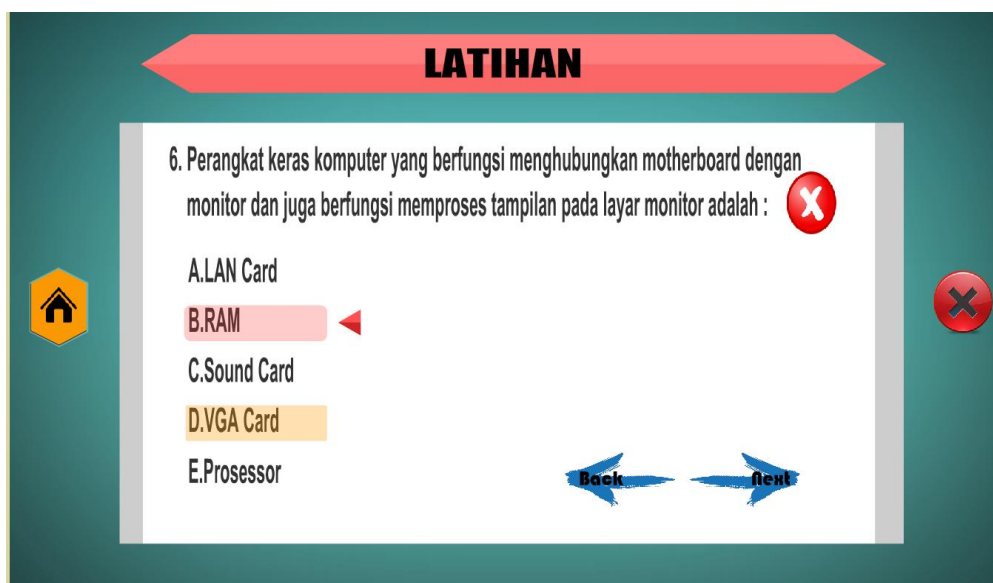 LATIHAN
6. Perangkat keras komputer yang berfungsi menghubungkan motherboard dengan
monitor dan juga berfungsi memproses tampilan pada layar monitor adalah :
A.LAN Card
B.RAM
C.Sound Card
D.VGA Card
E.Prosessor
Back
Next